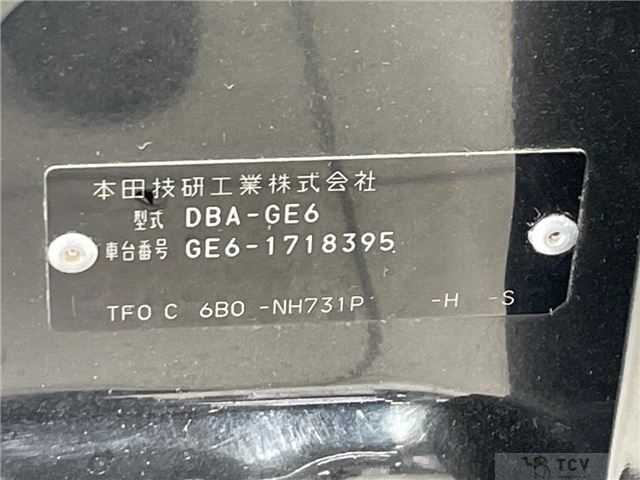 本田技研工業株式会社
型式 DBA-GE6
車台番号 GE6-1718395
TF0 C 6B0 -NH731P -H -S
TCV